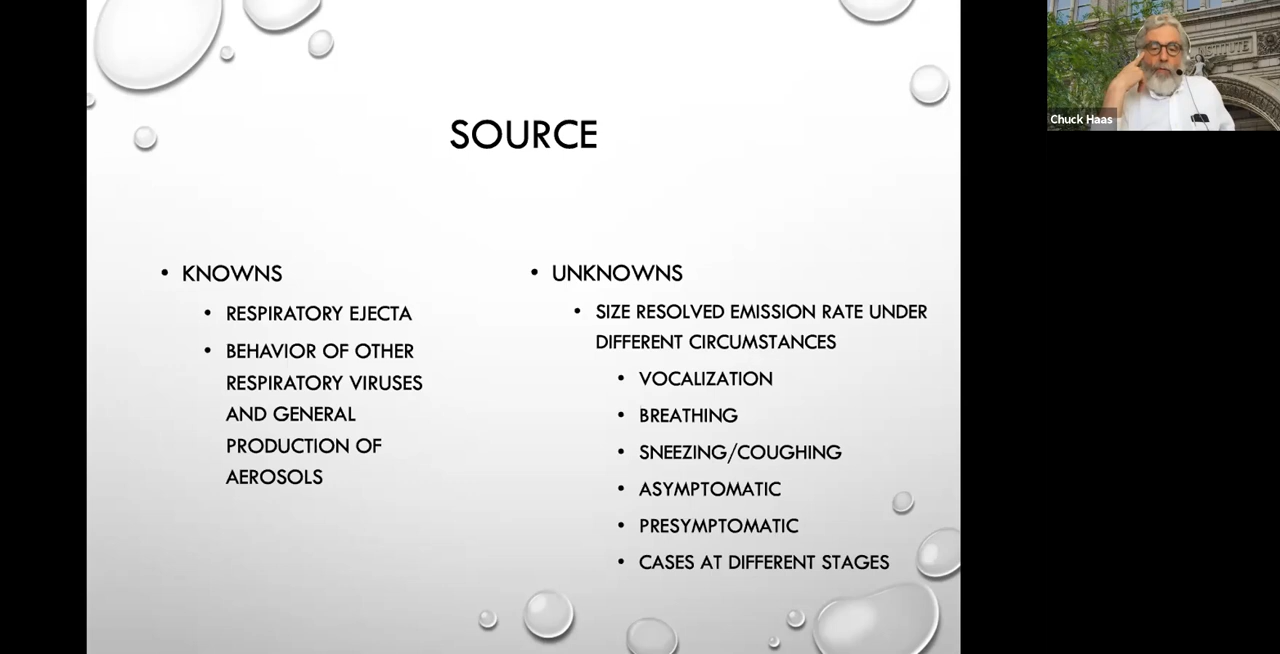 SOURCE
• KNOWNS
• RESPIRATORY EJECTA
• BEHAVIOR OF OTHER
RESPIRATORY VIRUSES
AND GENERAL
PRODUCTION OF
AEROSOLS
• UNKNOWNS
• SIZE RESOLVED EMISSION RATE UNDER
DIFFERENT CIRCUMSTANCES
• VOCALIZATION
• BREATHING
• SNEEZING/COUGHING
• ASYMPTOMATIC
• PRESYMPTOMATIC
• CASES AT DIFFERENT STAGES
INSTITUTE
Chuck Haas